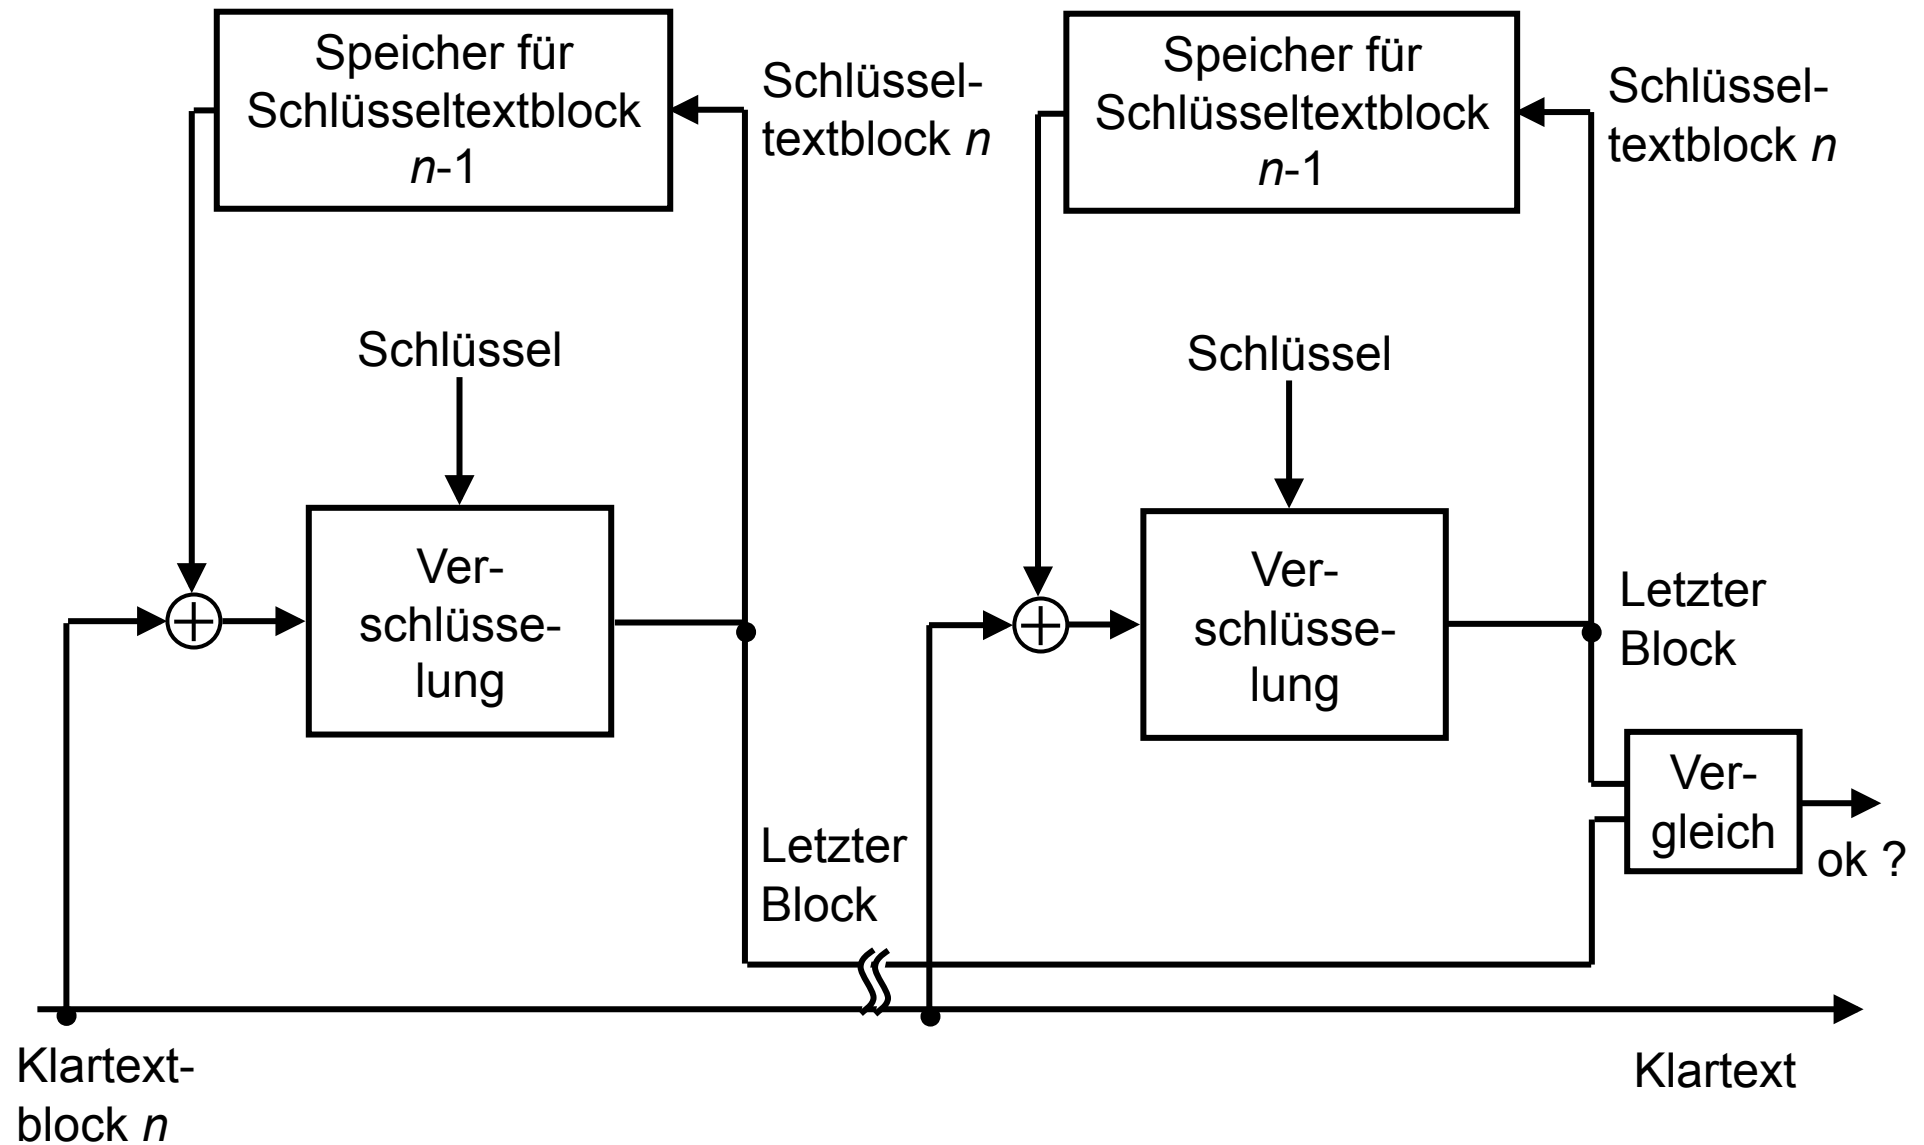 Speicher für
Schlüsseltextblock
n-1
Schlüssel-
textblock n
Speicher für
Schlüsseltextblock
n-1
Schlüssel-
textblock n
Schlüssel
Schlüssel
Ver-
schlüsse-
lung
Ver-
schlüsse-
lung
Letzter
Block
Ver-
gleich
ok ?
Letzter
Block
Klartext-
block n
Klartext